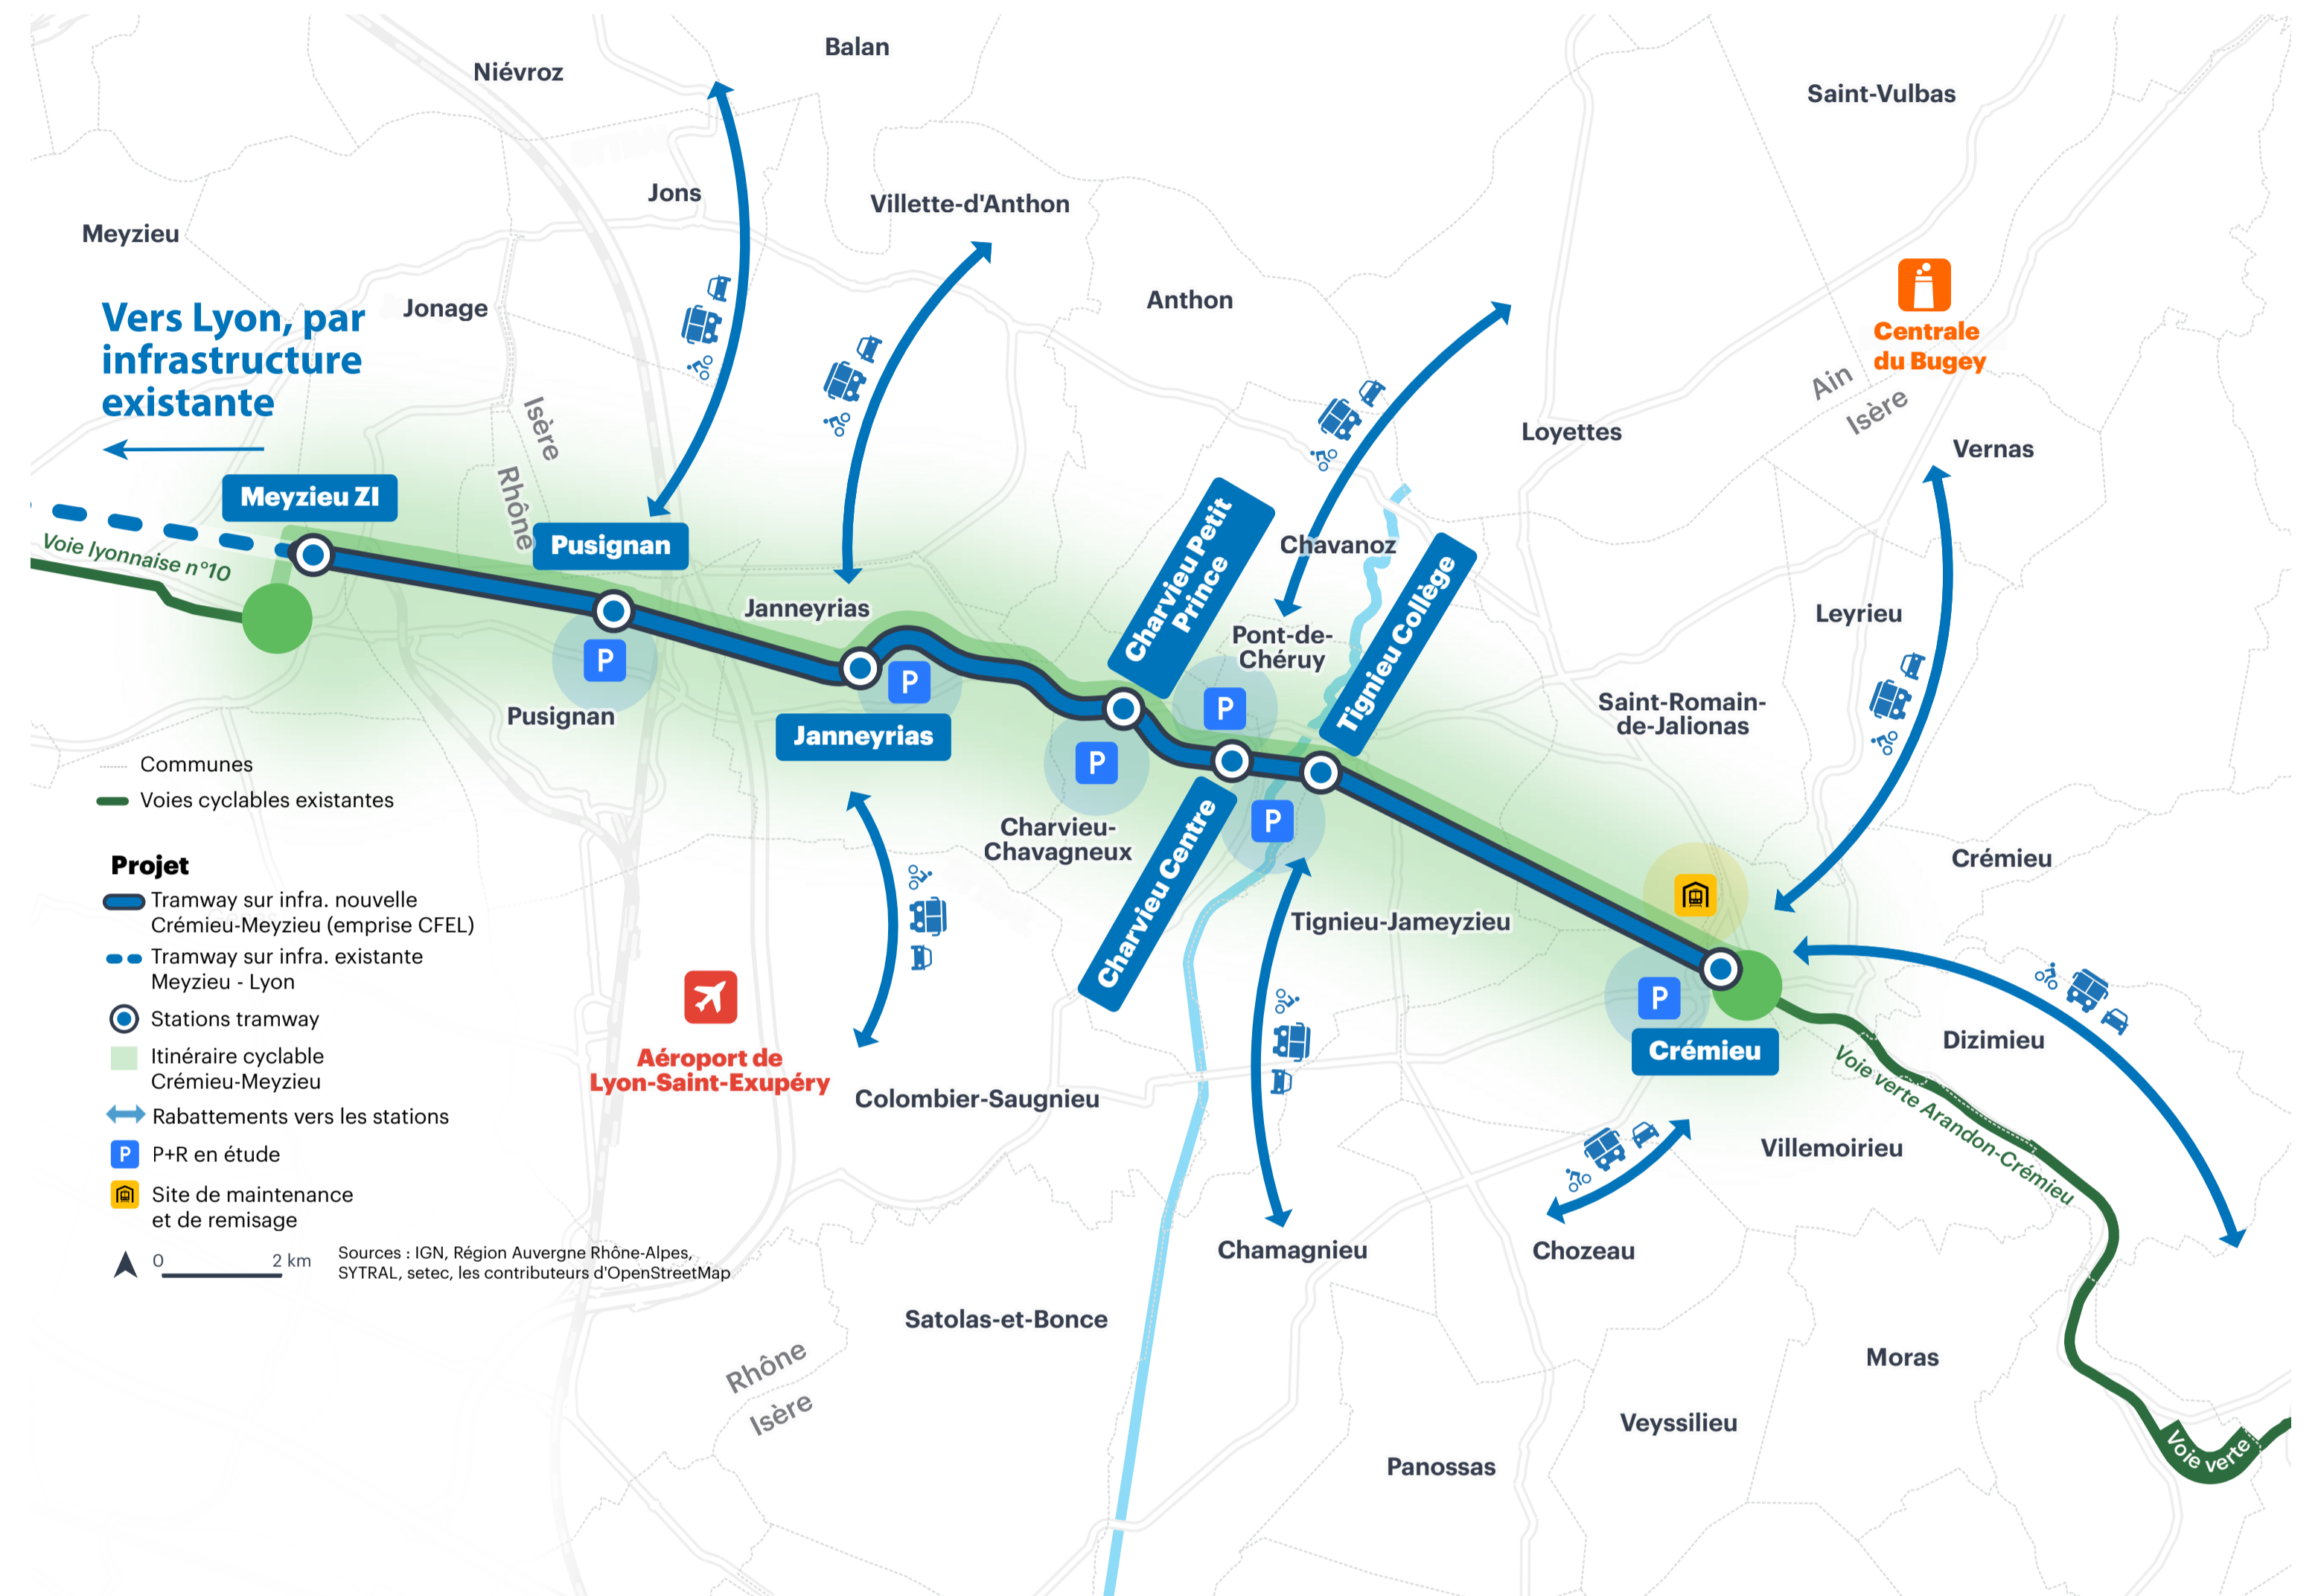 Balan
Niévroz
Saint-Vulbas
Jons
Villette-d'Anthon
Meyzieu
Anthon
Jonage
Vers Lyon, par
infrastructure
existante
Centrale
du Bugey
Ain
Isère
Isère
Rhône
Loyettes
Vernas
Meyzieu ZI
Pusignan
Voie lyonnaise n°10
Charvieu Petit
Prince
Chavanoz
Tignieu Collège
Janneyrias
Leyrieu
Pont-de-
Chéruy
P
P
P
Pusignan
Janneyrias
Saint-Romain-
de-Jalionas
P
P
Charvieu-
Chavagneux
Charvieu Centre
Crémieu
Tignieu-Jameyzieu
P
Crémieu
Dizimieu
Aéroport de
Lyon-Saint-Exupéry
Colombier-Saugnieu
Voie verte Arandon-Crémieu
Villemoirieu
Chamagnieu
Chozeau
Satolas-et-Bonce
Rhône
Isère
Moras
Veyssilieu
Panossas
Voie verte
Communes
Voies cyclables existantes
Projet
Tramway sur infra. nouvelle
Crémieu-Meyzieu (emprise CFEL)
Tramway sur infra. existante
Meyzieu - Lyon
Stations tramway
Itinéraire cyclable
Crémieu-Meyzieu
Rabattements vers les stations
P P+R en étude
Site de maintenance
et de remisage
0 2 km
Sources : IGN, Région Auvergne Rhône-Alpes,
SYTRAL, setec, les contributeurs d'OpenStreetMap